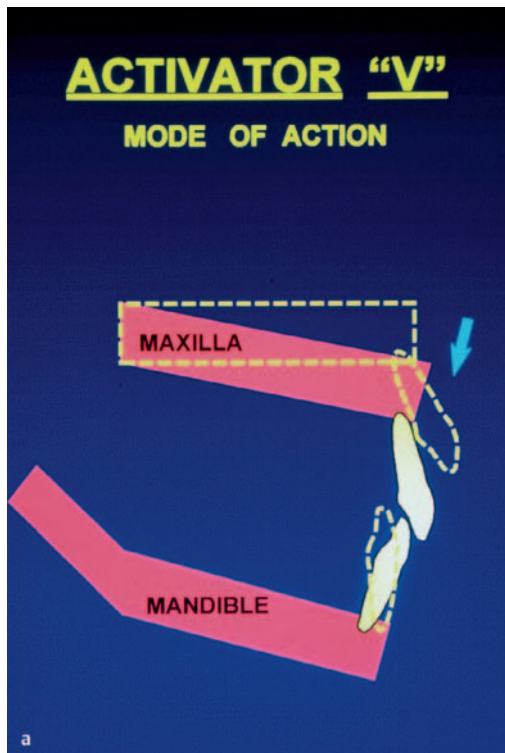 ACTIVATOR “V”
MODE OF ACTION
MAXILLA
MANDIBLE
a